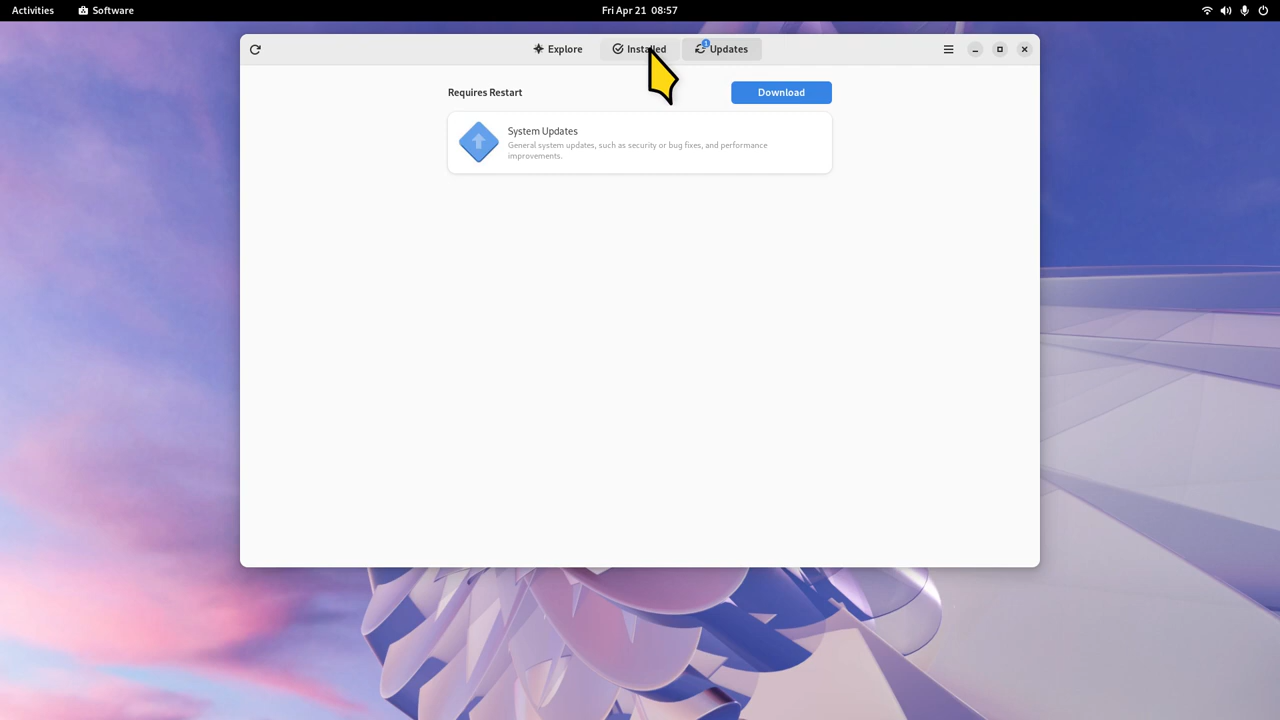 Activities Software Fri Apr 21 08:57
Explore Installed 1 Updates
Requires Restart Download
System Updates
General system updates, such as security or bug fixes, and performance
improvements.